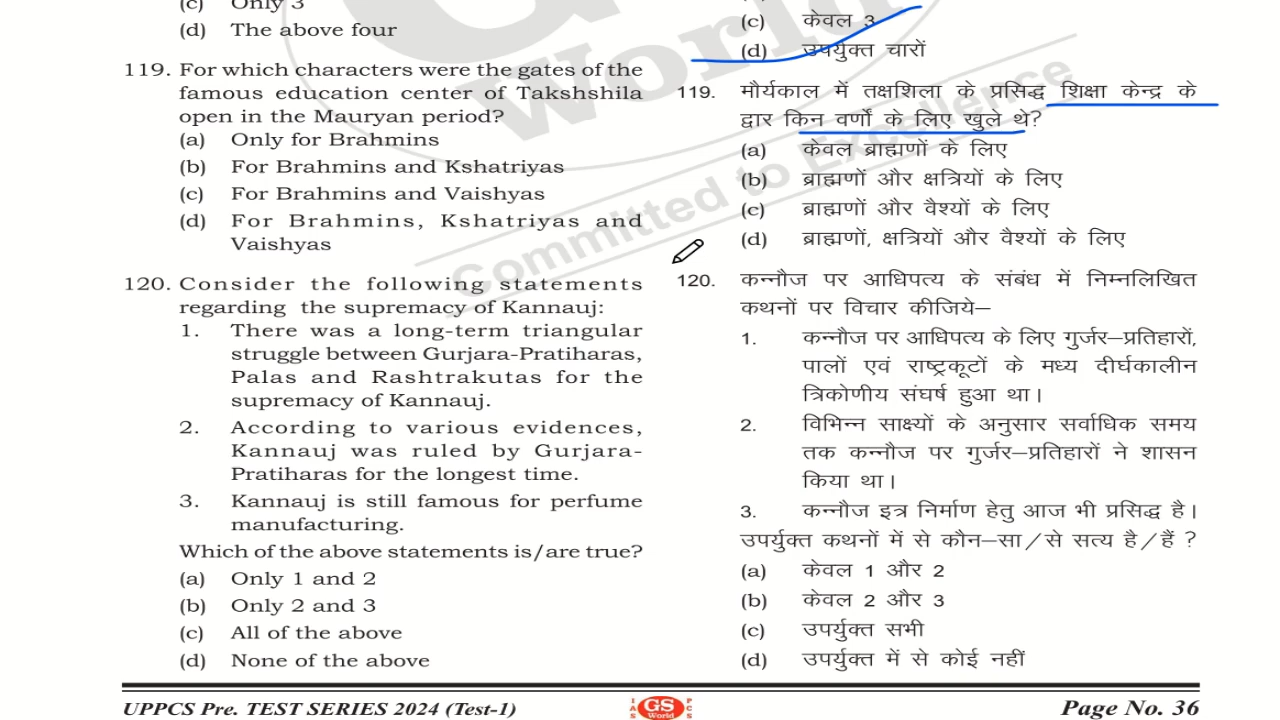 (c) Only 3
(d) The above four
119. For which characters were the gates of the
famous education center of Takshshila
open in the Mauryan period?
(a) Only for Brahmins
(b) For Brahmins and Kshatriyas
(c) For Brahmins and Vaishyas
(d) For Brahmins, Kshatriyas and
Vaishyas
120. Consider the following statements
regarding the supremacy of Kannauj:
1. There was a long-term triangular
struggle between Gurjara-Pratiharas,
Palas and Rashtrakutas for the
supremacy of Kannauj.
2. According to various evidences,
Kannauj was ruled by Gurjara-
Pratiharas for the longest time.
3. Kannauj is still famous for perfume
manufacturing.
Which of the above statements is/are true?
(a) Only 1 and 2
(b) Only 2 and 3
(c) All of the above
(d) None of the above
(c) केवल 3
(d) उपर्युक्त चारों
119. मौर्यकाल में तक्षशिला के प्रसिद्ध शिक्षा केन्द्र के
द्वार किन वर्णों के लिए खुले थे?
(a) केवल ब्राह्मणों के लिए
(b) ब्राह्मणों और क्षत्रियों के लिए
(c) ब्राह्मणों और वैश्यों के लिए
(d) ब्राह्मणों, क्षत्रियों और वैश्यों के लिए
120. कन्नौज पर आधिपत्य के संबंध में निम्नलिखित
कथनों पर विचार कीजिये–
1. कन्नौज पर आधिपत्य के लिए गुर्जर–प्रतिहारों,
पालों एवं राष्ट्रकूटों के मध्य दीर्घकालीन
त्रिकोणीय संघर्ष हुआ था।
2. विभिन्न साक्ष्यों के अनुसार सर्वाधिक समय
तक कन्नौज पर गुर्जर–प्रतिहारों ने शासन
किया था।
3. कन्नौज इत्र निर्माण हेतु आज भी प्रसिद्ध है।
उपर्युक्त कथनों में से कौन–सा/से सत्य है/हैं ?
(a) केवल 1 और 2
(b) केवल 2 और 3
(c) उपर्युक्त सभी
(d) उपर्युक्त में से कोई नहीं
World
Committed to Excellence
UPPCS Pre. TEST SERIES 2024 (Test-1)
IAS GS World PCS
Page No. 36